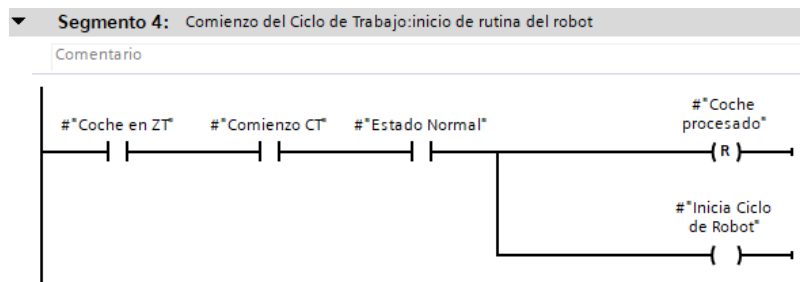 Segmento 4: Comienzo del Ciclo de Trabajo:inicio de rutina del robot
Comentario
#"Coche en ZT"
#"Comienzo CT"
#"Estado Normal"
#"Coche
procesado"
R
#"Inicia Ciclo
de Robot"